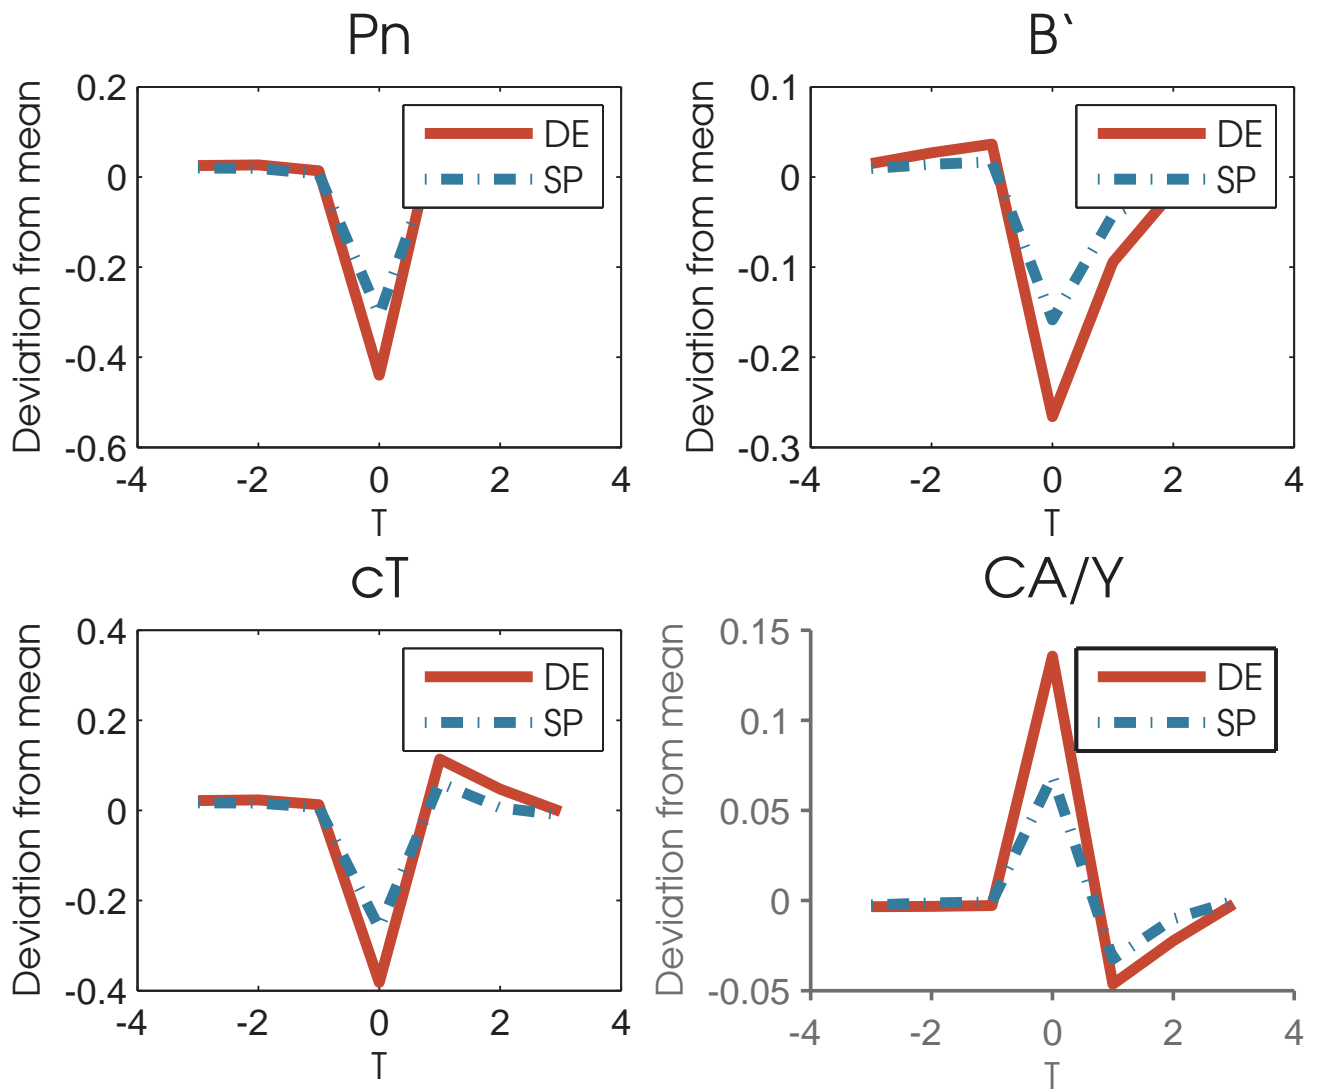 Pn
Deviation from mean
0.2
0
-0.2
-0.4
-0.6
-4 -2 0 2 4
T
DE
SP
B`
Deviation from mean
0.1
0
-0.1
-0.2
-0.3
-4 -2 0 2 4
T
DE
SP
cT
Deviation from mean
0.4
0.2
0
-0.2
-0.4
-4 -2 0 2 4
T
DE
SP
CA/Y
Deviation from mean
0.15
0.1
0.05
0
-0.05
-4 -2 0 2 4
T
DE
SP